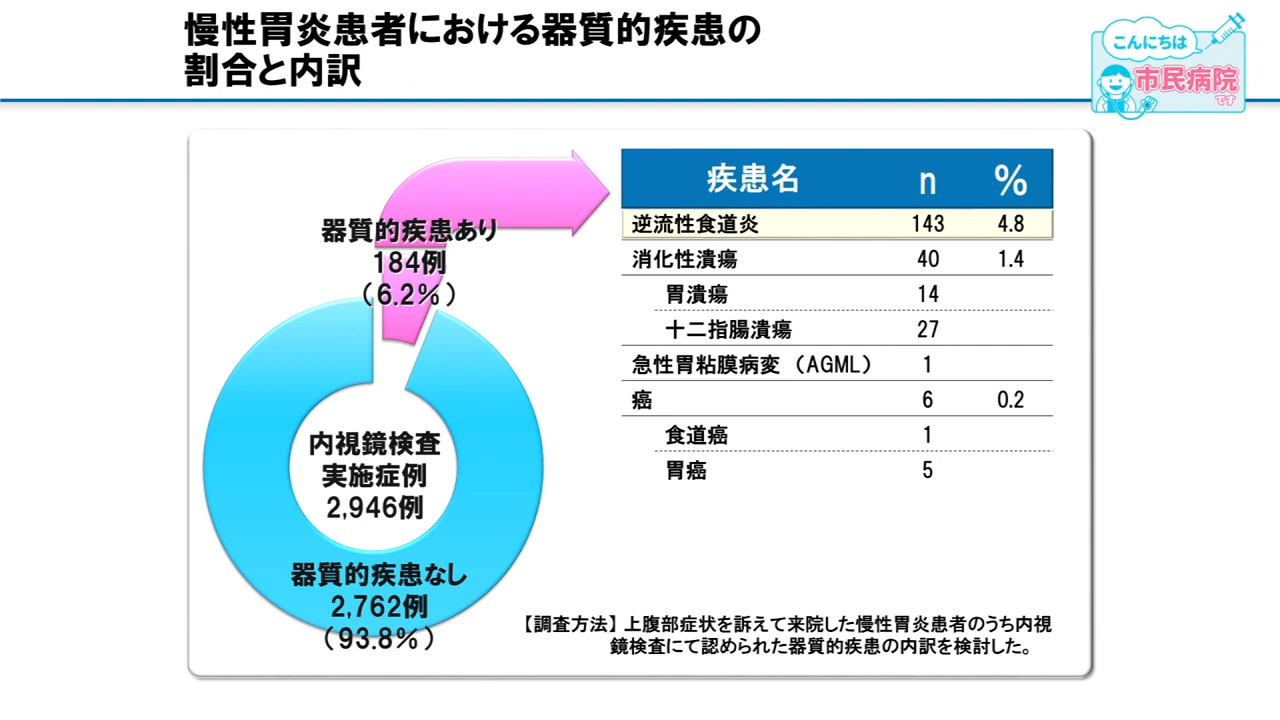 慢性胃炎患者における器質的疾患の
割合と内訳
こんにちは
市民病院
です
器質的疾患あり
184例
（6.2%）
内視鏡検査
実施症例
2,946例
器質的疾患なし
2,762例
（93.8%）
疾患名 n %
逆流性食道炎 143 4.8
消化性潰瘍 40 1.4
胃潰瘍 14
十二指腸潰瘍 27
急性胃粘膜病変 （AGML） 1
癌 6 0.2
食道癌 1
胃癌 5
【調査方法】 上腹部症状を訴えて来院した慢性胃炎患者のうち内視
鏡検査にて認められた器質的疾患の内訳を検討した。